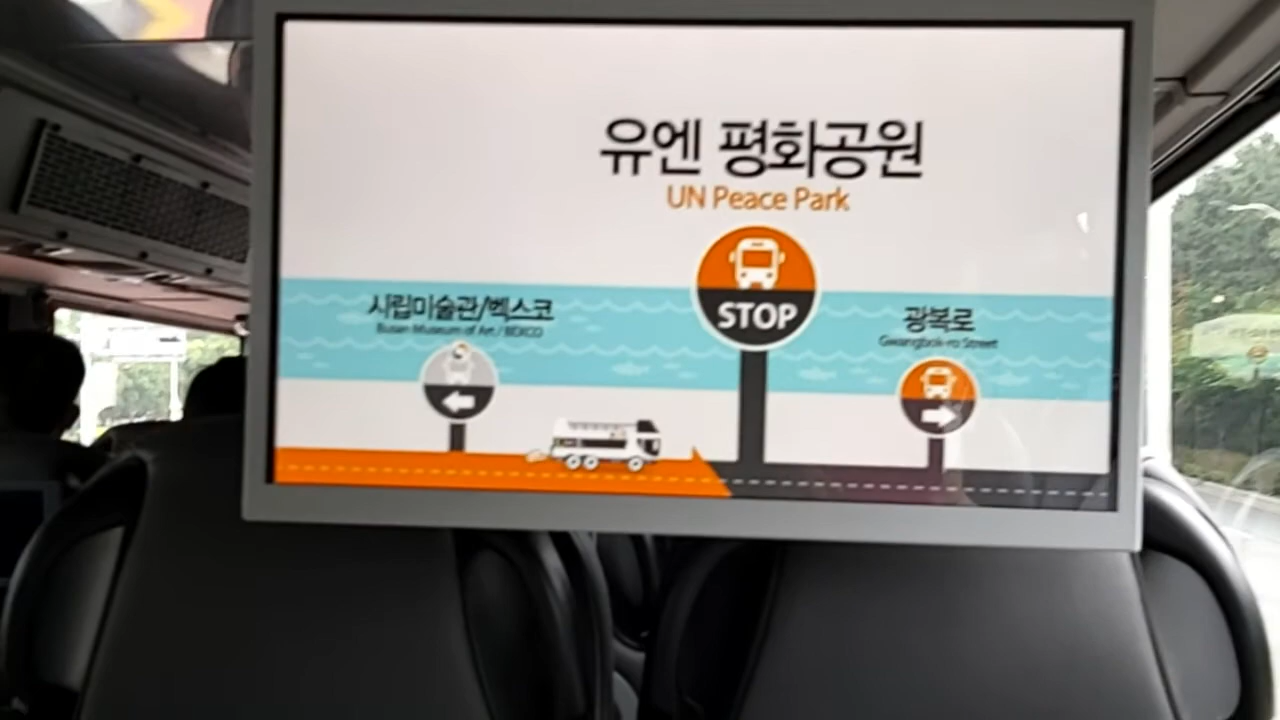 유엔 평화공원
UN Peace Park
STOP
시립미술관/벡스코
Busan Museum of Art / BEXCO
광복로
Gwangbok-ro Street